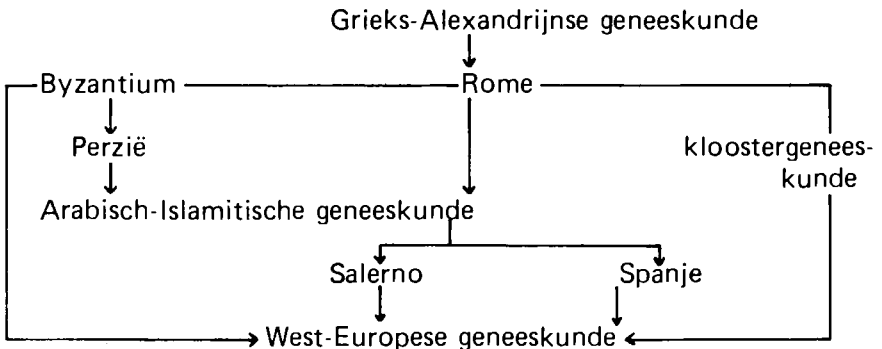 Grieks-Alexandrijnse geneeskunde
Byzantium Rome
Perzië kloostergenees-
kunde
Arabisch-Islamitische geneeskunde
Salerno Spanje
West-Europese geneeskunde